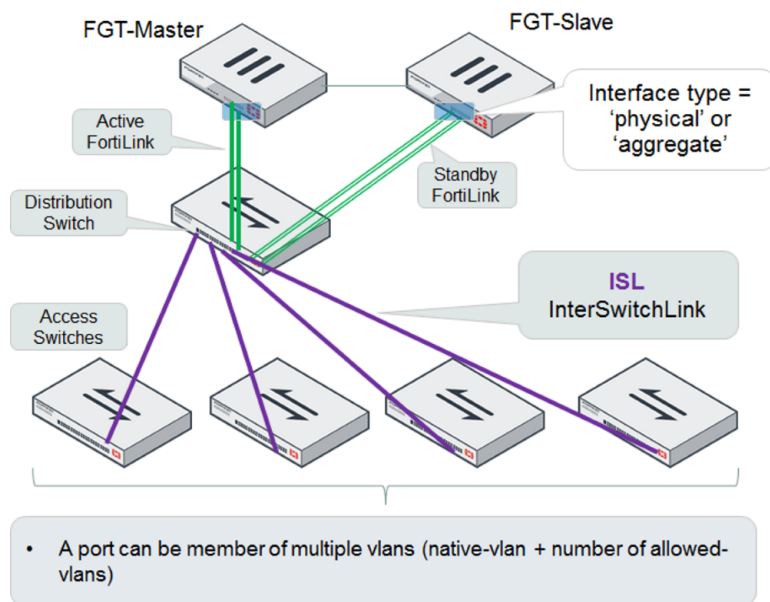 FGT-Master
FGT-Slave
Interface type =
‘physical’ or
‘aggregate’
Active
FortiLink
Standby
FortiLink
Distribution
Switch
ISL
InterSwitchLink
Access
Switches
• A port can be member of multiple vlans (native-vlan + number of allowed-
vlans)